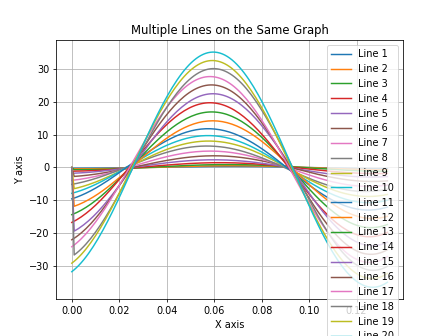 Multiple Lines on the Same Graph
Y axis
30
20
10
0
−10
−20
−30
0.00
0.02
0.04
0.06
0.08
0.10
X axis
Line 1
Line 2
Line 3
Line 4
Line 5
Line 6
Line 7
Line 8
Line 9
Line 10
Line 11
Line 12
Line 13
Line 14
Line 15
Line 16
Line 17
Line 18
Line 19
Line 20